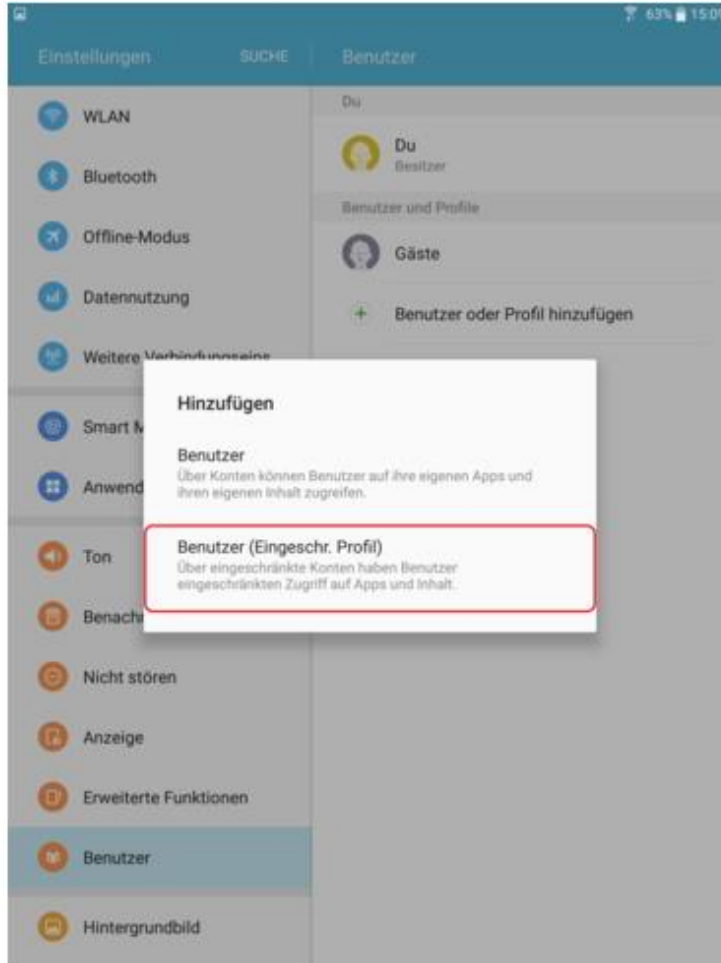 63% 15:09
Einstellungen SUCHE Benutzer
Du
WLAN
Du
Besitzer
Bluetooth
Benutzer und Profile
Offline-Modus
Gäste
Datennutzung
Benutzer oder Profil hinzufügen
Weitere Verbindungseins
Hinzufügen
Smart M
Benutzer
Über Konten können Benutzer auf ihre eigenen Apps und
ihren eigenen Inhalt zugreifen.
Anwend
Benutzer (Eingeschr. Profil)
Ton
Über eingeschränkte Konten haben Benutzer
eingeschränkten Zugriff auf Apps und Inhalt.
Benach
Nicht stören
Anzeige
Erweiterte Funktionen
Benutzer
Hintergrundbild